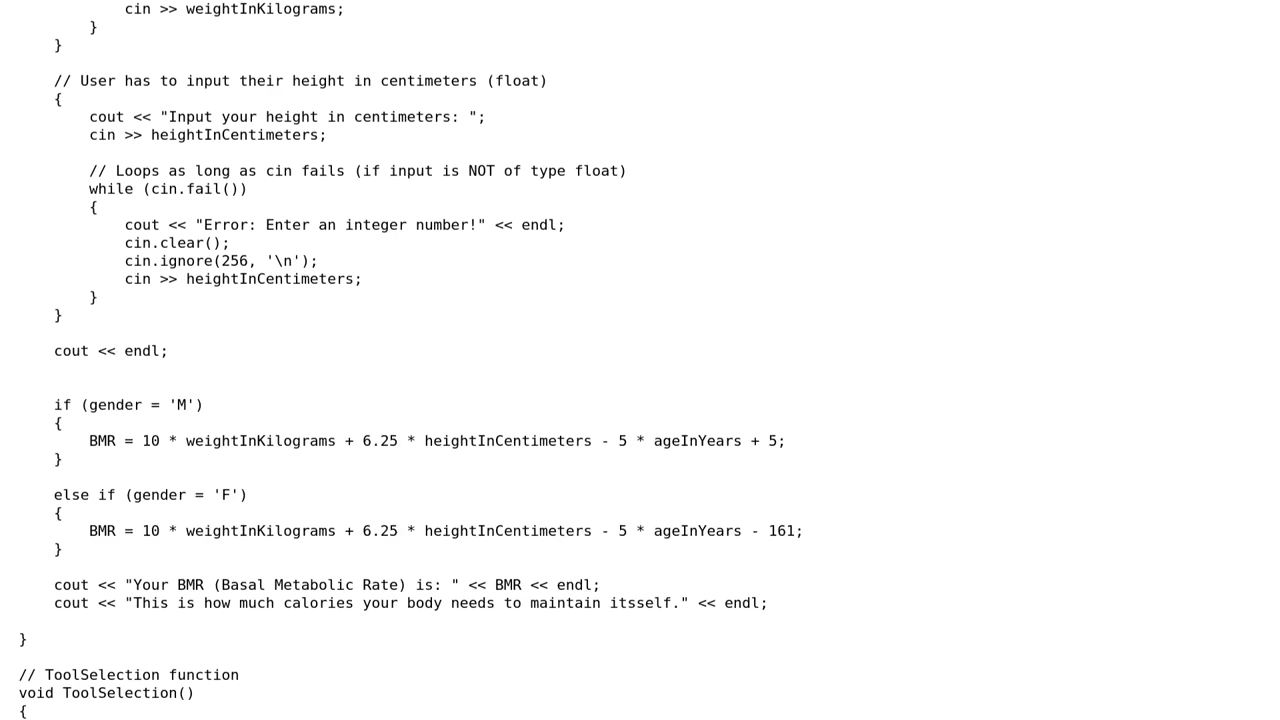 cin >> weightInKilograms;
        }
    }

    // User has to input their height in centimeters (float)
    {
        cout << "Input your height in centimeters: ";
        cin >> heightInCentimeters;

        // Loops as long as cin fails (if input is NOT of type float)
        while (cin.fail())
        {
            cout << "Error: Enter an integer number!" << endl;
            cin.clear();
            cin.ignore(256, '\n');
            cin >> heightInCentimeters;
        }
    }

    cout << endl;


    if (gender = 'M')
    {
        BMR = 10 * weightInKilograms + 6.25 * heightInCentimeters - 5 * ageInYears + 5;
    }

    else if (gender = 'F')
    {
        BMR = 10 * weightInKilograms + 6.25 * heightInCentimeters - 5 * ageInYears - 161;
    }

    cout << "Your BMR (Basal Metabolic Rate) is: " << BMR << endl;
    cout << "This is how much calories your body needs to maintain itsself." << endl;

}

// ToolSelection function
void ToolSelection()
{